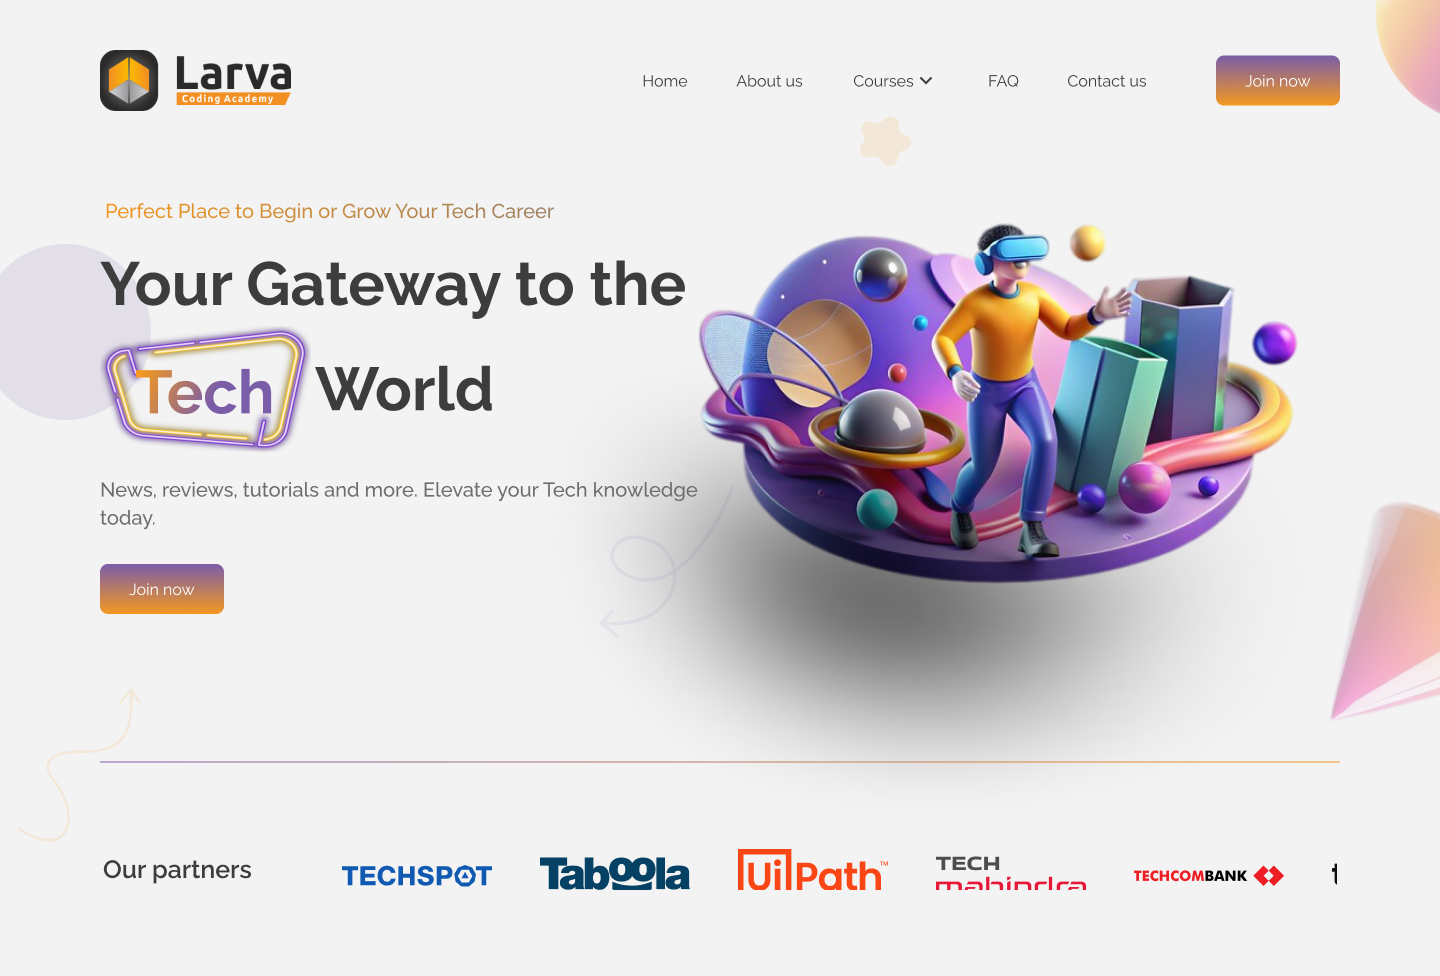 Larva
Coding Academy
Home
About us
Courses
FAQ
Contact us
Join now
Perfect Place to Begin or Grow Your Tech Career
Your Gateway to the
Tech World
News, reviews, tutorials and more. Elevate your Tech knowledge
today.
Join now
Our partners
TECHSPOT
Taboola
UiPath™
TECH
mahindra
TECHCOMBANK
t